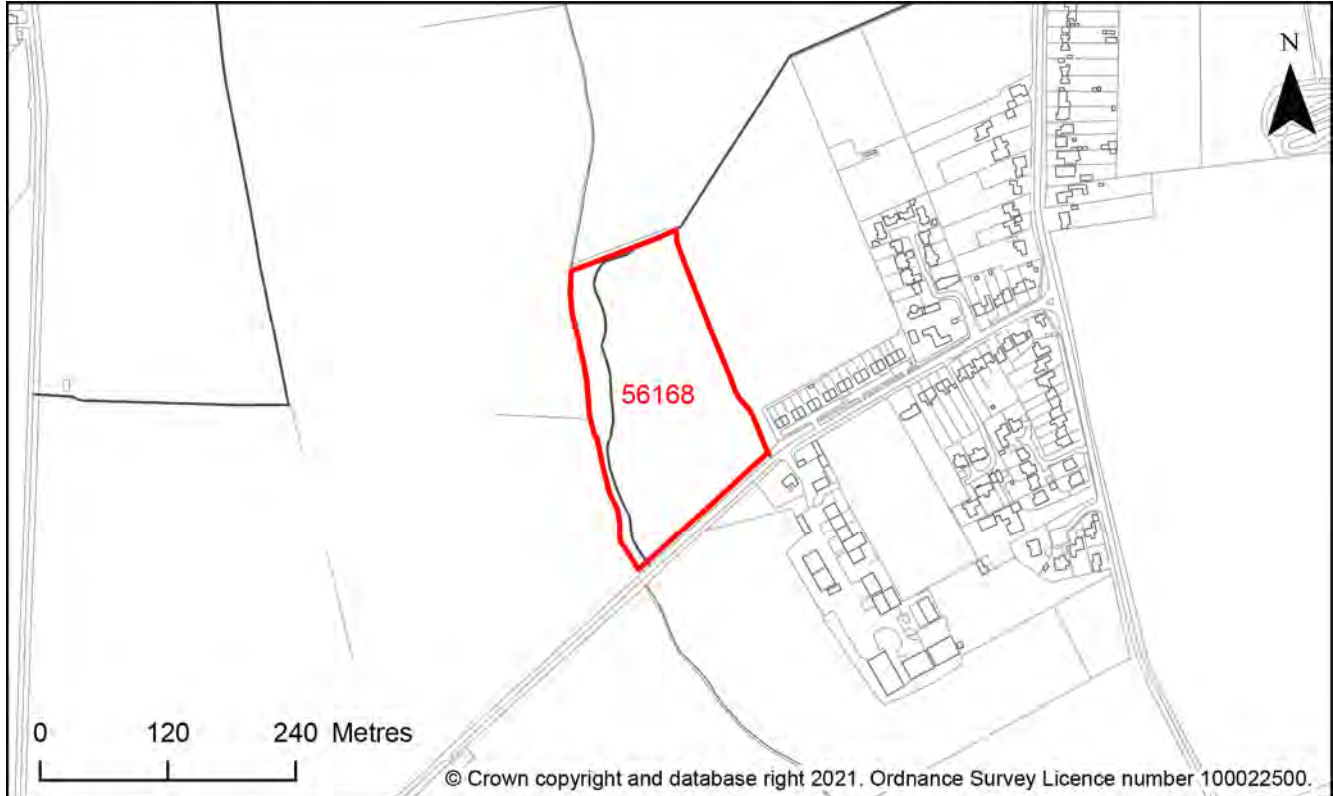 N
56168
0 120 240 Metres
© Crown copyright and database right 2021. Ordnance Survey Licence number 100022500.